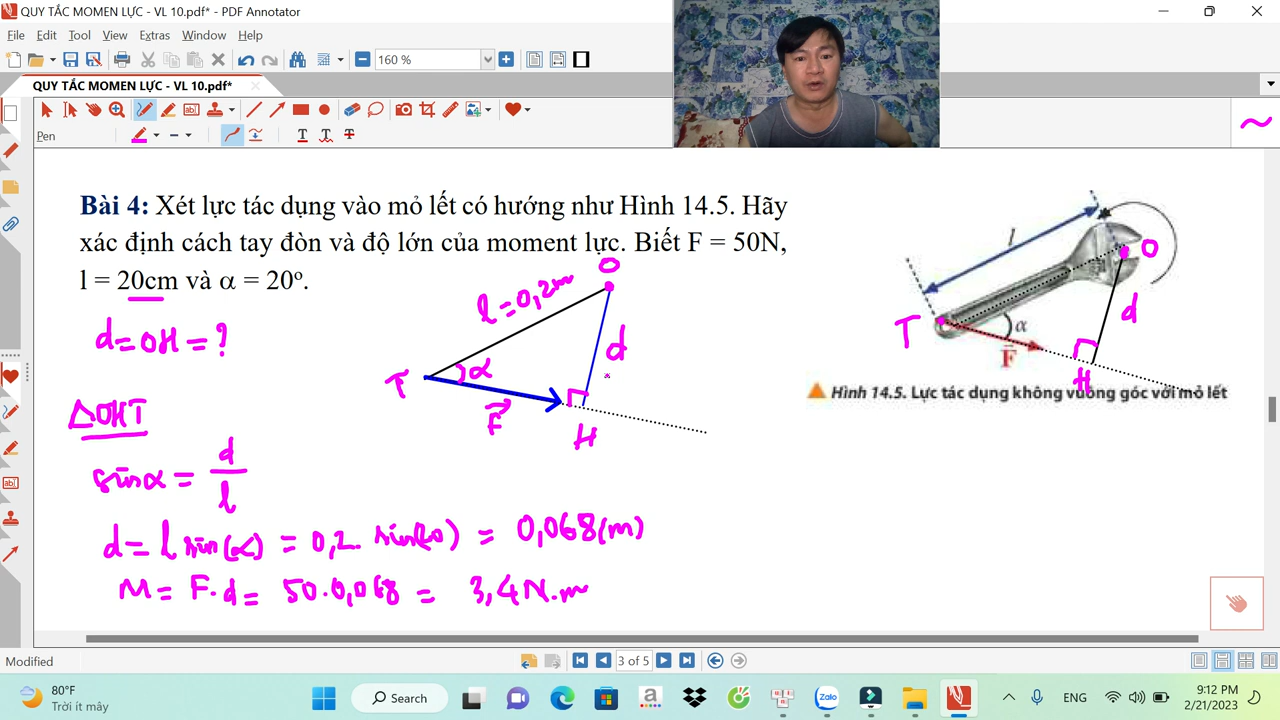 QUY TẮC MOMEN LỰC - VL 10.pdf* - PDF Annotator
File Edit Tool View Extras Window Help
160 %
QUY TẮC MOMEN LỰC - VL 10.pdf*
Pen
Bài 4: Xét lực tác dụng vào mỏ lết có hướng như Hình 14.5. Hãy
xác định cách tay đòn và độ lớn của moment lực. Biết F = 50N,
l = 20cm và α = 20°.
d = OH = ?
O
l = 0,2m
d
T
α
F
H
ΔOHT
sin α = d / l
d = l sin(α) = 0,2. sin(20) = 0,068 (m)
M = F. d = 50.0,068 = 3,4 N.m
l
O
T
α
d
F
H
Hình 14.5. Lực tác dụng không vuông góc với mỏ lết
Modified
3 of 5
80°F
Trời ít mây
Search
a
Zalo
ENG
9:12 PM
2/21/2023